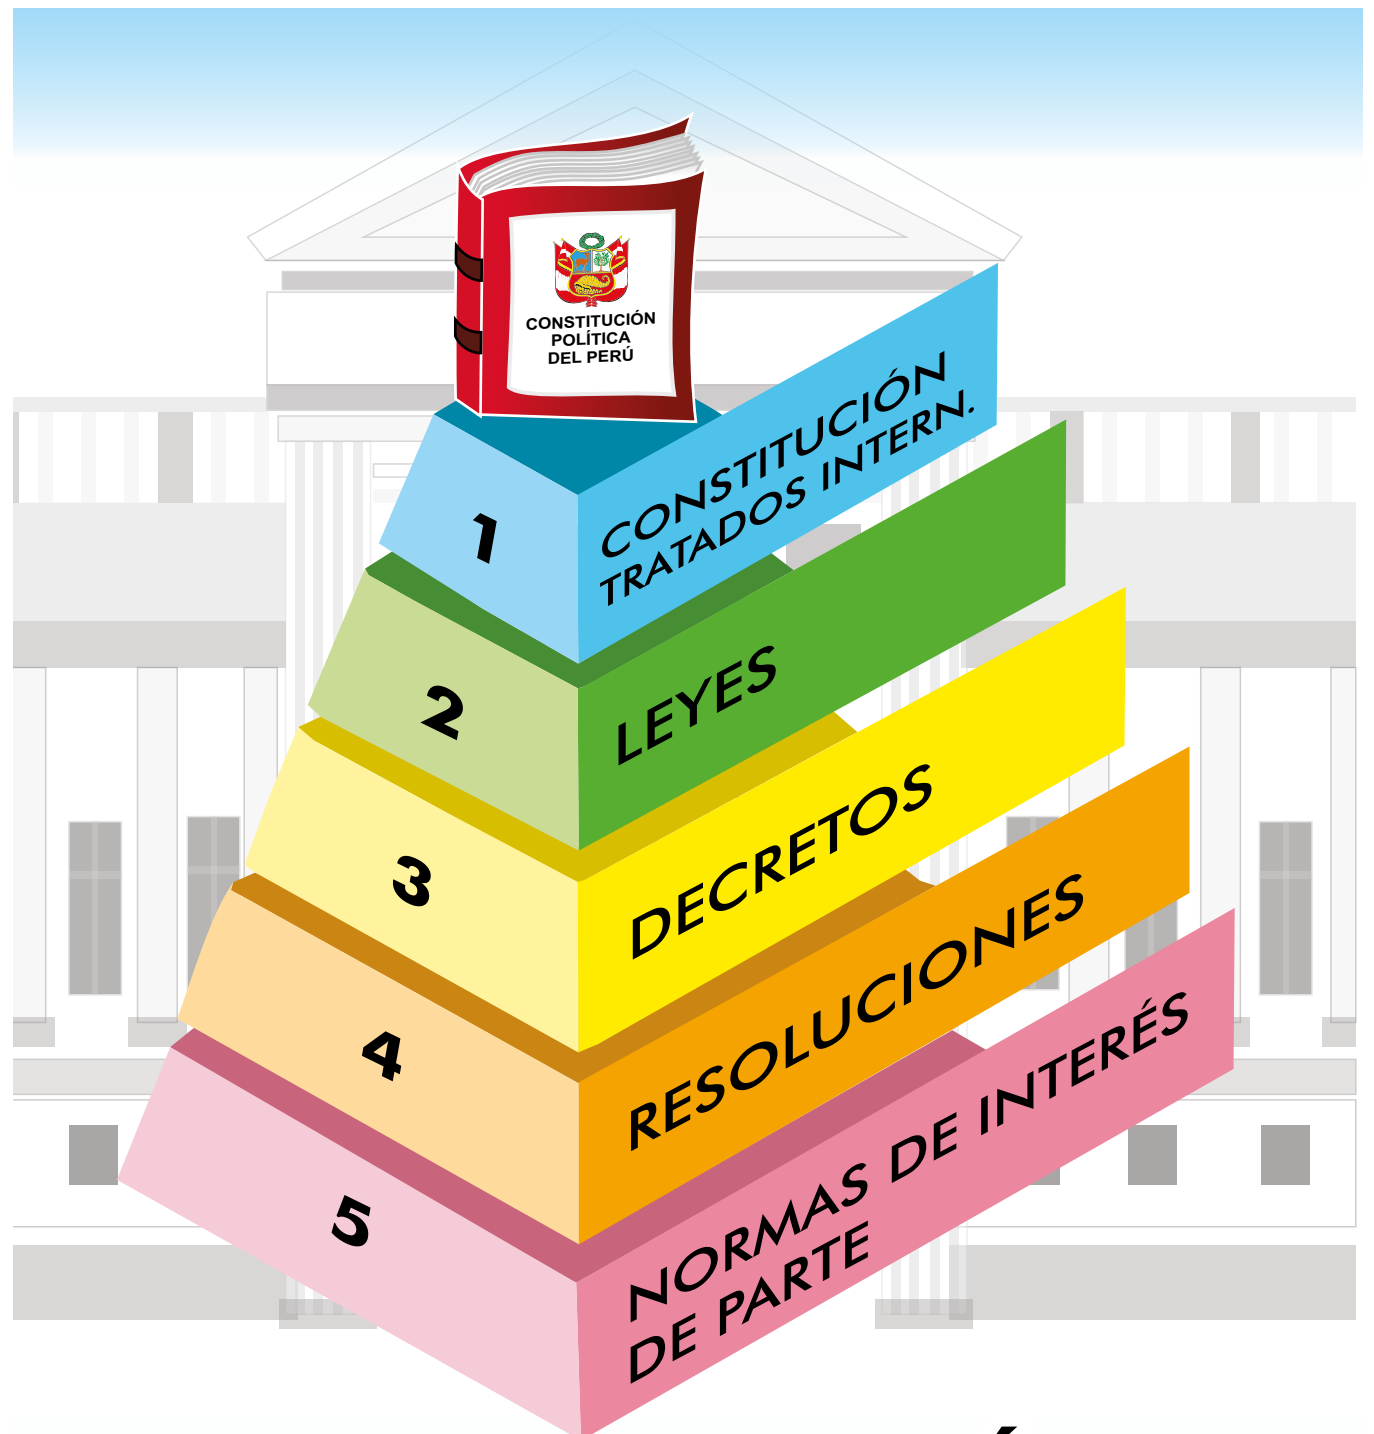 CONSTITUCIÓN
POLÍTICA
DEL PERÚ
1
CONSTITUCIÓN
TRATADOS INTERN.
2
LEYES
3
DECRETOS
4
RESOLUCIONES
5
NORMAS DE INTERÉS
DE PARTE